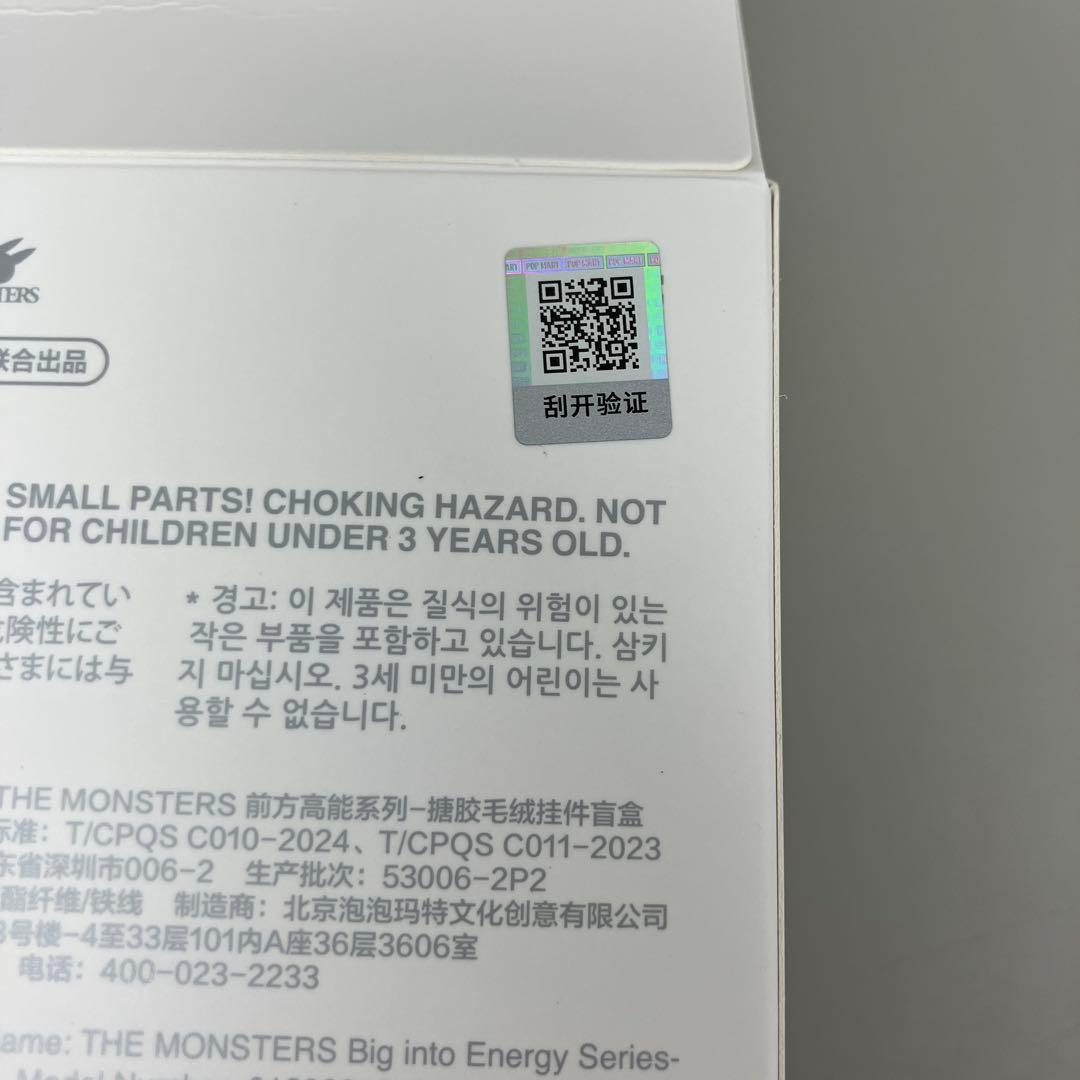 TERS
联合出品
POP MART POP MART POP MART
刮开验证
SMALL PARTS! CHOKING HAZARD. NOT
FOR CHILDREN UNDER 3 YEARS OLD.
含まれてい
険性にご
さまには与
* 경고: 이 제품은 질식의 위험이 있는
작은 부품을 포함하고 있습니다. 삼키
지 마십시오. 3세 미만의 어린이는 사
용할 수 없습니다.
THE MONSTERS 前方高能系列-搪胶毛绒挂件盲盒
标准: T/CPQS C010-2024、T/CPQS C011-2023
东省深圳市006-2 生产批次: 53006-2P2
酯纤维/铁线 制造商: 北京泡泡玛特文化创意有限公司
3号楼-4至33层101内A座36层3606室
电话: 400-023-2233
ame: THE MONSTERS Big into Energy Series-